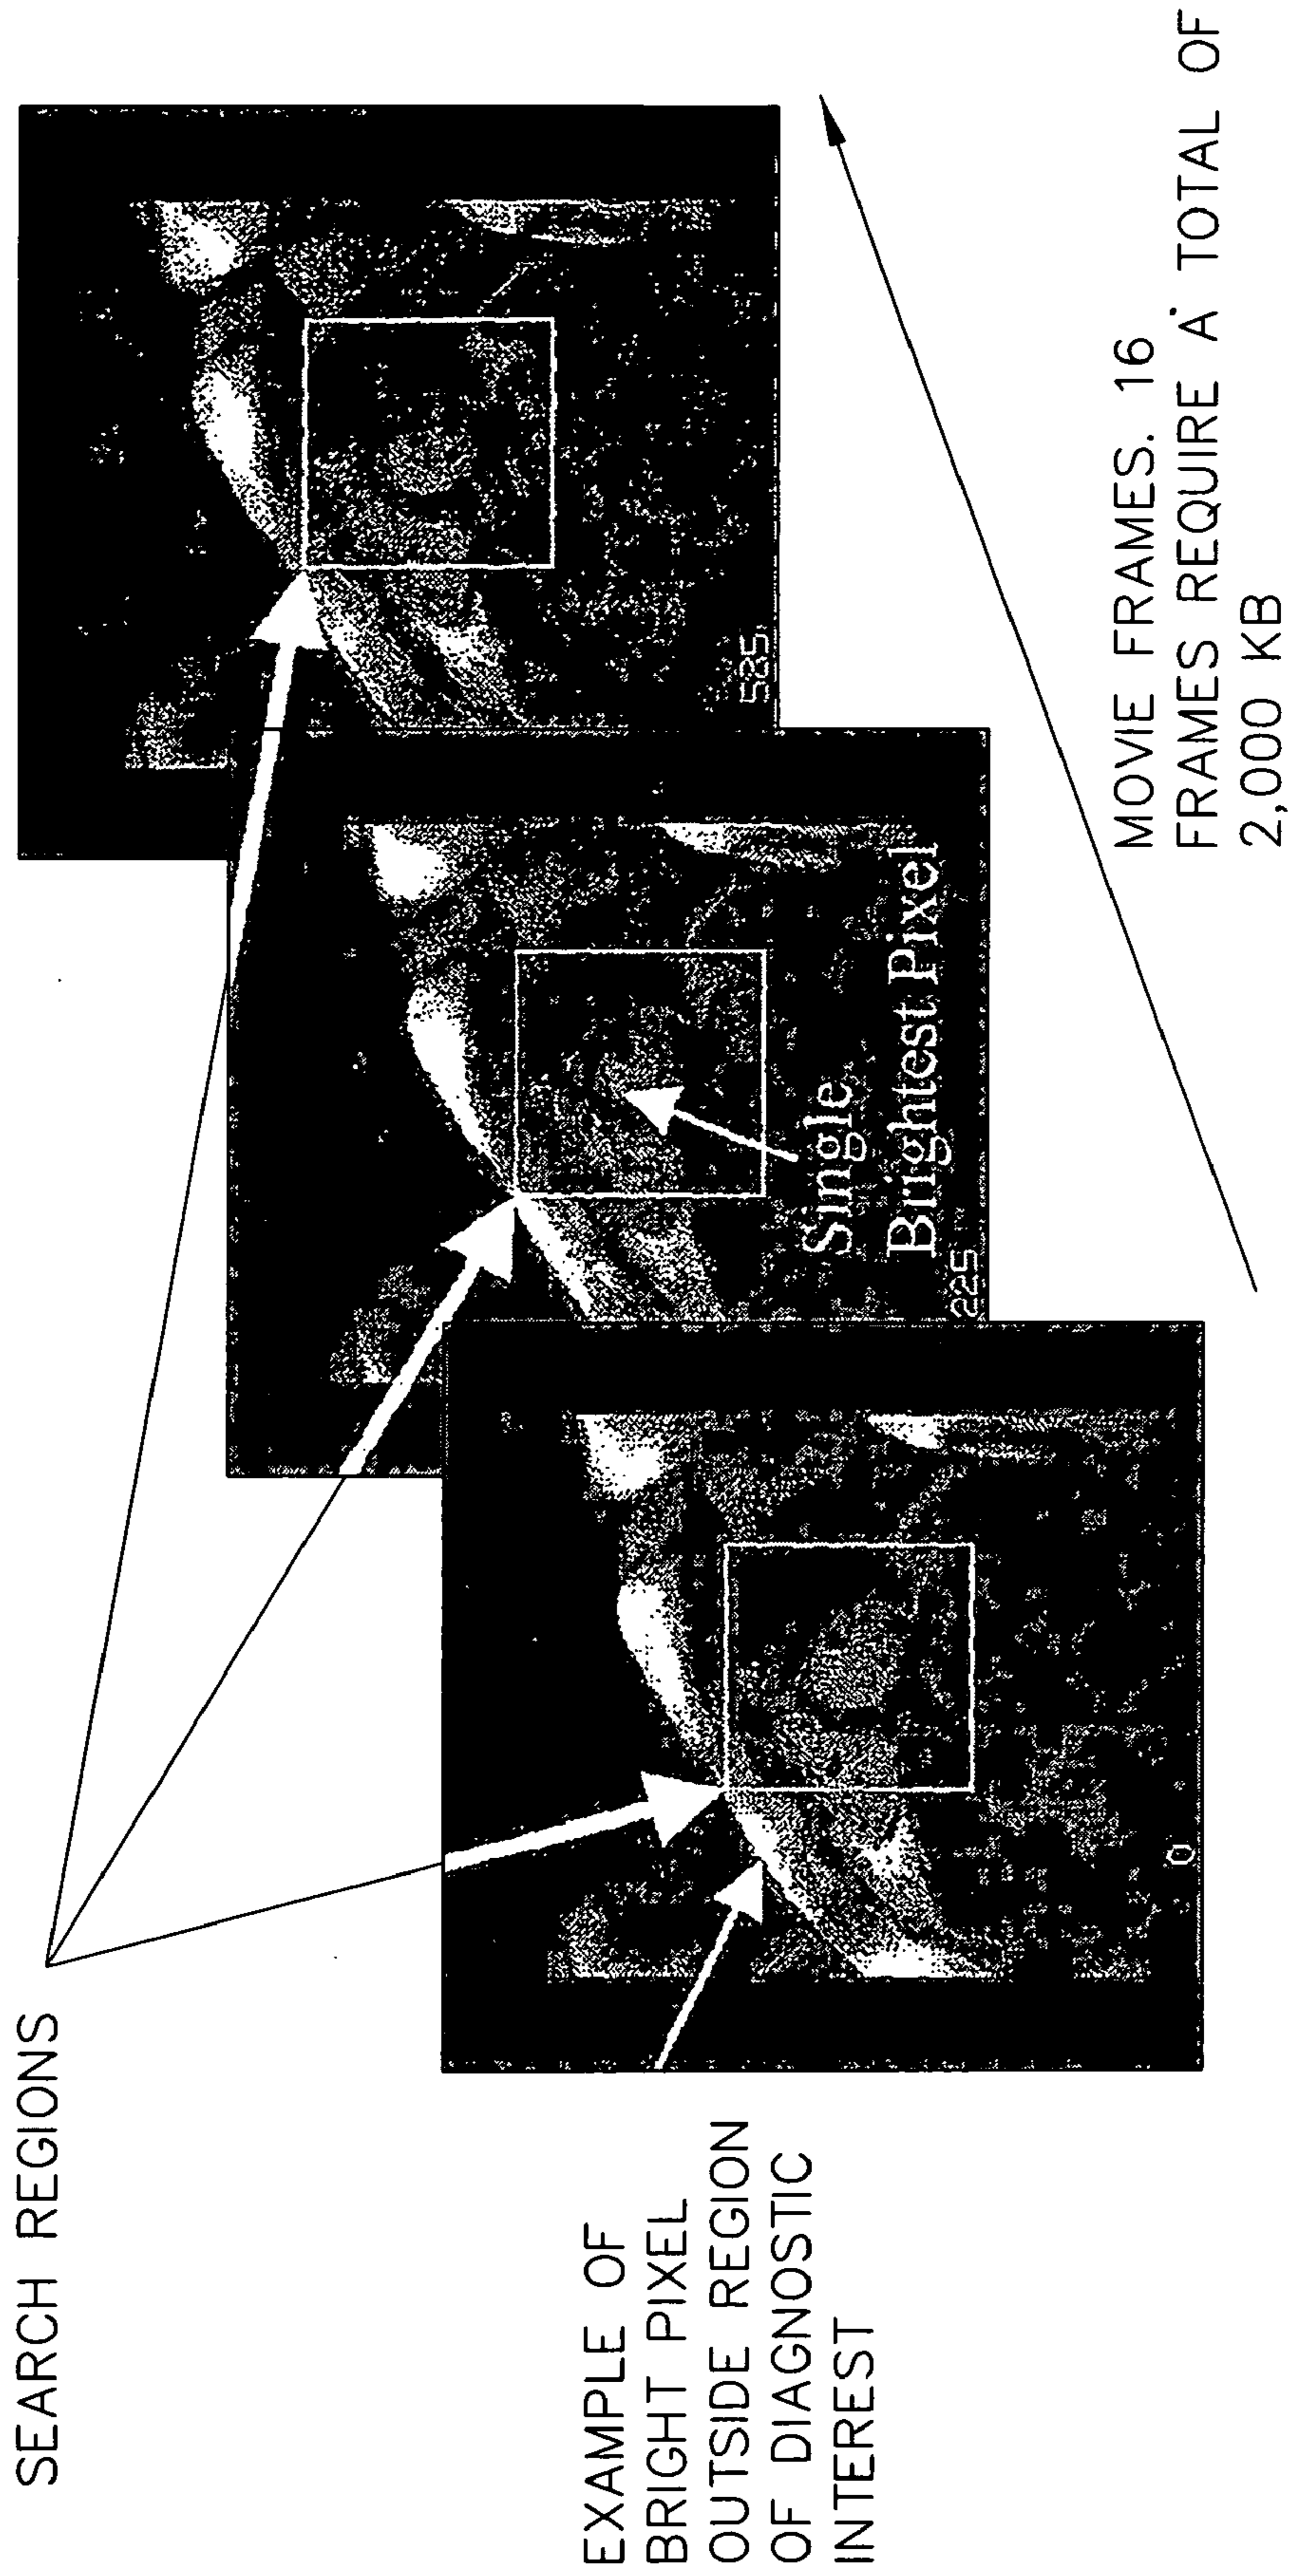 SEARCH REGIONS
EXAMPLE OF
BRIGHT PIXEL
OUTSIDE REGION
OF DIAGNOSTIC
INTEREST
0
Single
Brightest Pixel
225
525
MOVIE FRAMES. 16
FRAMES REQUIRE A TOTAL OF
2,000 KB